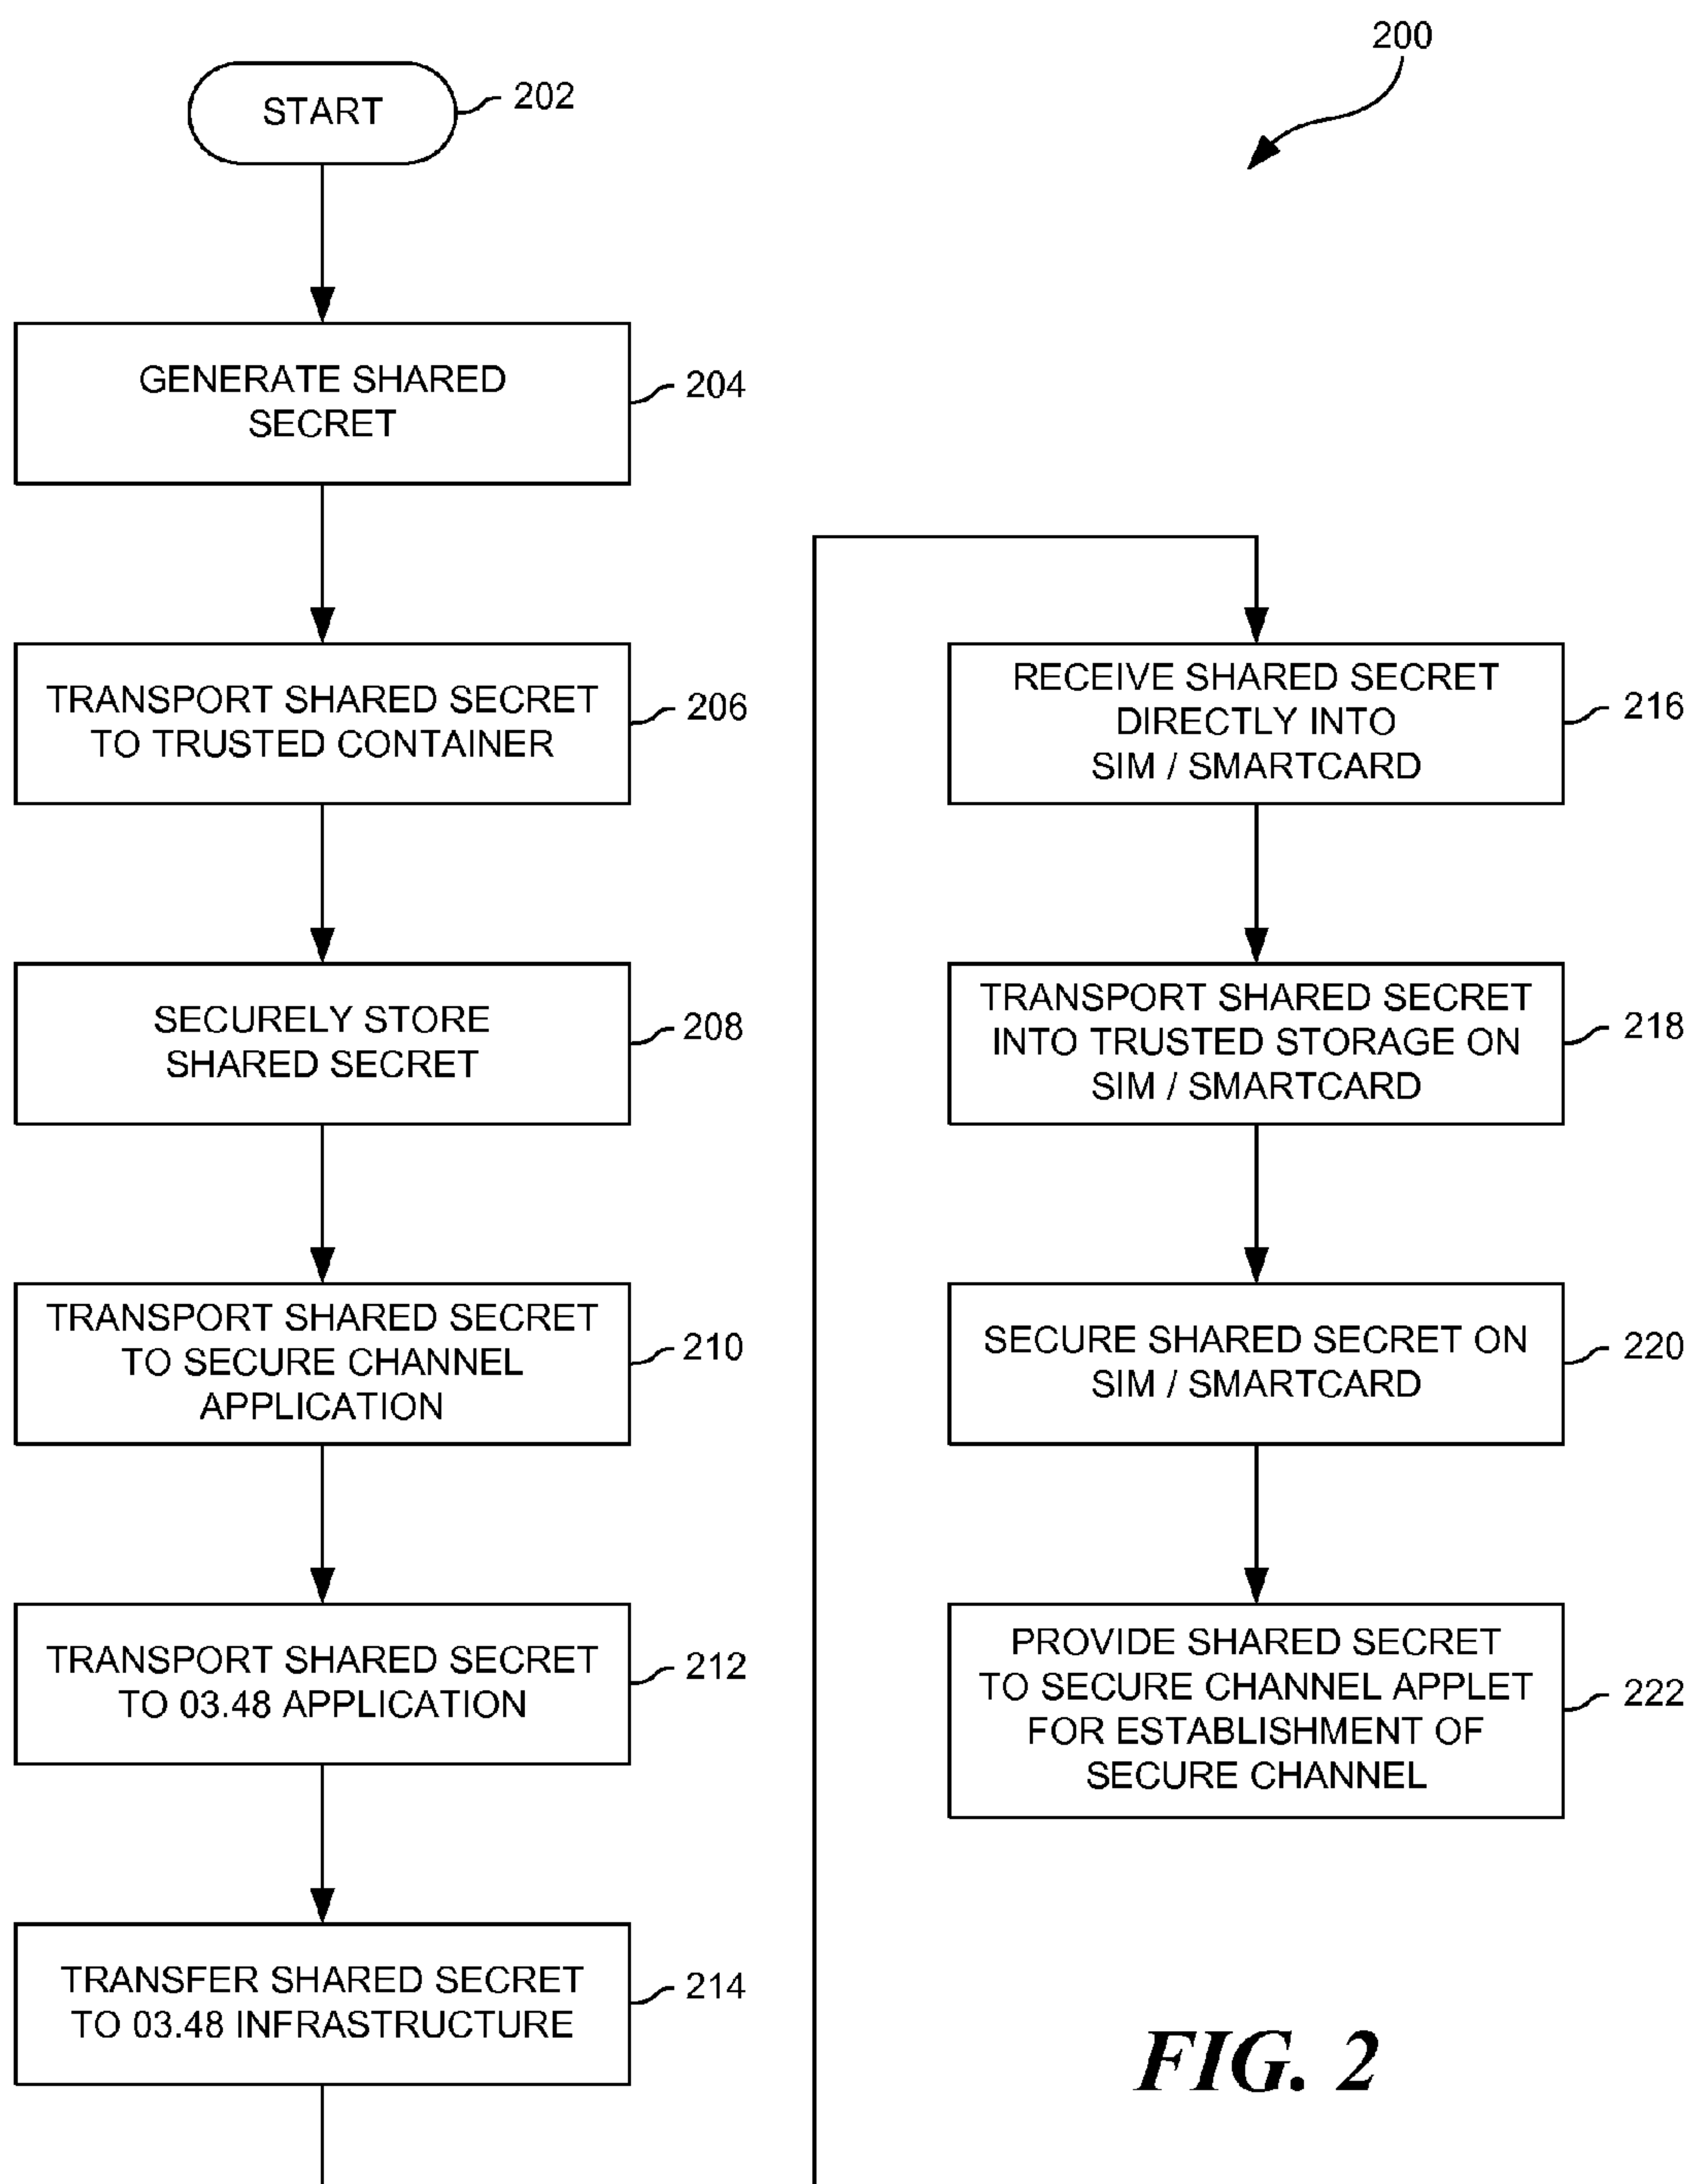 200
START
202
GENERATE SHARED
SECRET
204
TRANSPORT SHARED SECRET
TO TRUSTED CONTAINER
206
SECURELY STORE
SHARED SECRET
208
TRANSPORT SHARED SECRET
TO SECURE CHANNEL
APPLICATION
210
TRANSPORT SHARED SECRET
TO 03.48 APPLICATION
212
TRANSFER SHARED SECRET
TO 03.48 INFRASTRUCTURE
214
RECEIVE SHARED SECRET
DIRECTLY INTO
SIM / SMARTCARD
216
TRANSPORT SHARED SECRET
INTO TRUSTED STORAGE ON
SIM / SMARTCARD
218
SECURE SHARED SECRET ON
SIM / SMARTCARD
220
PROVIDE SHARED SECRET
TO SECURE CHANNEL APPLET
FOR ESTABLISHMENT OF
SECURE CHANNEL
222
FIG. 2